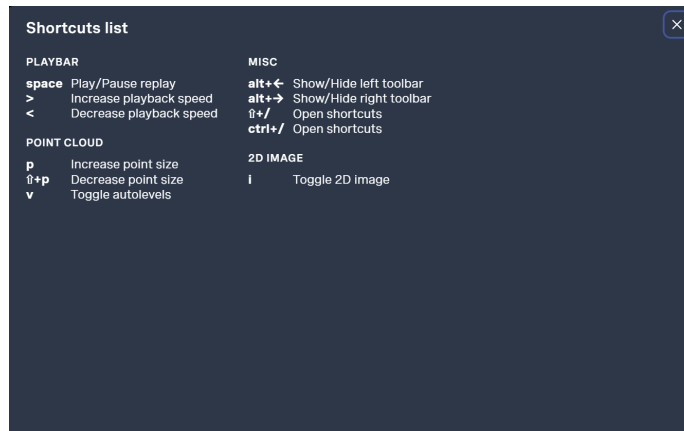 Shortcuts list
PLAYBAR
space Play/Pause replay
> Increase playback speed
< Decrease playback speed
POINT CLOUD
p Increase point size
⇧+p Decrease point size
v Toggle autolevels
MISC
alt+← Show/Hide left toolbar
alt+→ Show/Hide right toolbar
⇧+/ Open shortcuts
ctrl+/ Open shortcuts
2D IMAGE
i Toggle 2D image